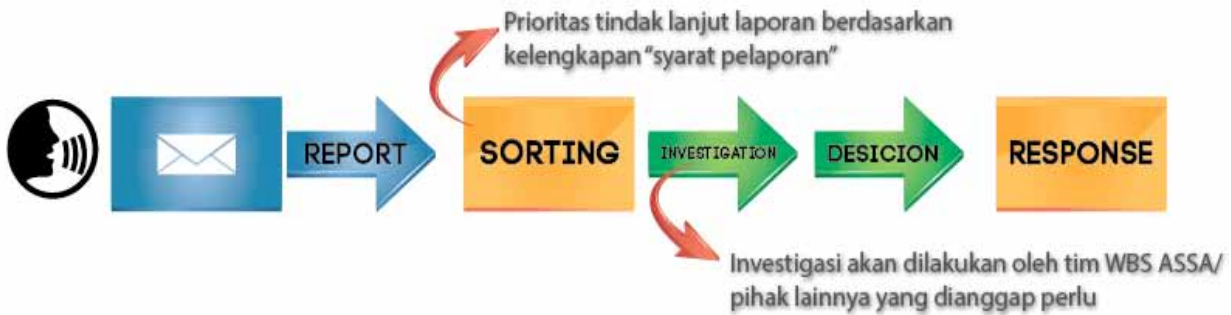 Prioritas tindak lanjut laporan berdasarkan
kelengkapan “syarat pelaporan”
REPORT
SORTING
INVESTIGATION
DESICION
RESPONSE
Investigasi akan dilakukan oleh tim WBS ASSA/
pihak lainnya yang dianggap perlu